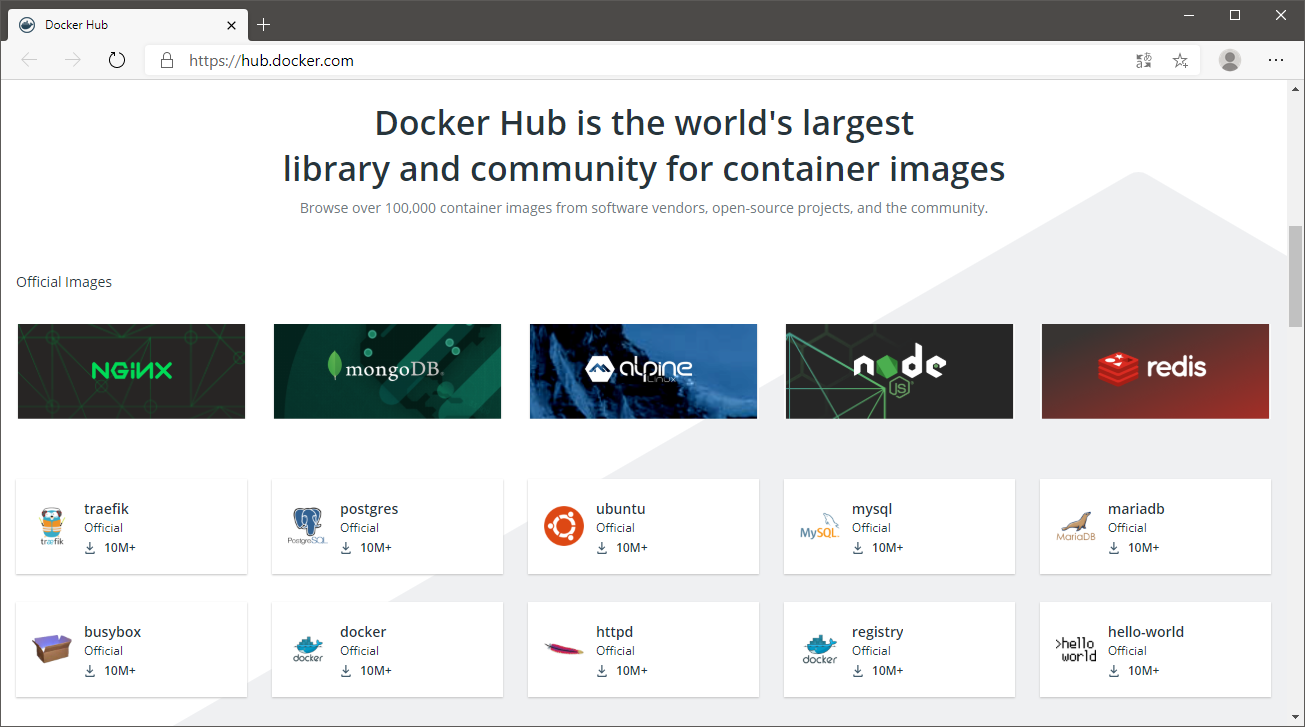 Docker Hub
https://hub.docker.com
Docker Hub is the world's largest
library and community for container images
Browse over 100,000 container images from software vendors, open-source projects, and the community.
Official Images
NGiNX
mongoDB.
alpine
Linux
node
JS
redis
træfik
traefik
Official
10M+
PostgreSQL
postgres
Official
10M+
ubuntu
Official
10M+
MySQL
mysql
Official
10M+
MariaDB
mariadb
Official
10M+
busybox
Official
10M+
docker
docker
Official
10M+
httpd
Official
10M+
docker
registry
Official
10M+
>hello
world
hello-world
Official
10M+